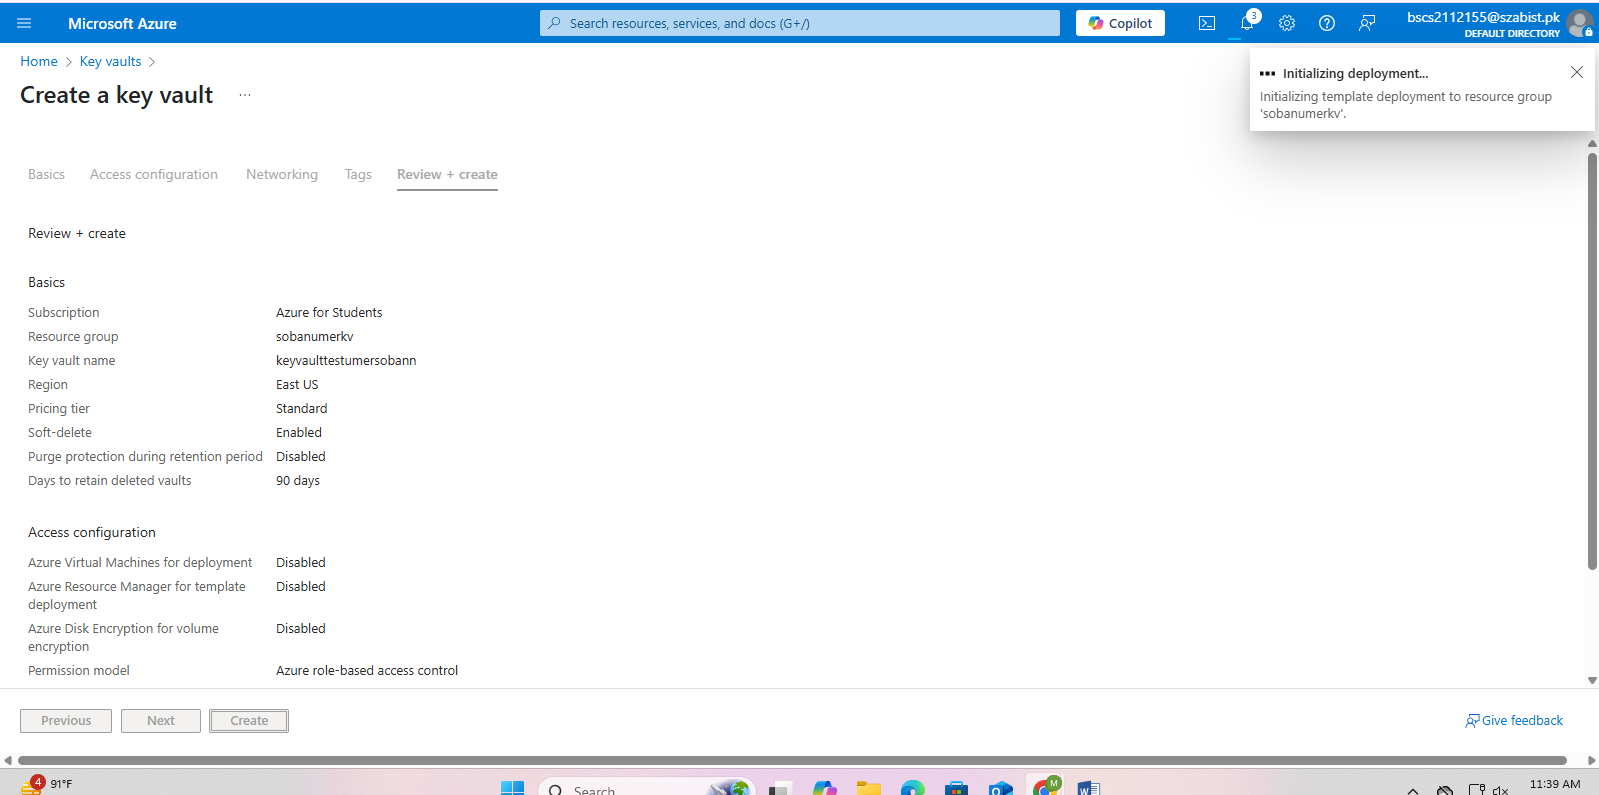 Microsoft Azure
Search resources, services, and docs (G+/)
Copilot
3
bscs2112155@szabist.pk
DEFAULT DIRECTORY
Home > Key vaults >
Create a key vault ...
Initializing deployment...
Initializing template deployment to resource group
'sobanumerkv'.
Basics Access configuration Networking Tags Review + create
Review + create
Basics
Subscription Azure for Students
Resource group sobanumerkv
Key vault name keyvaulttestumersobann
Region East US
Pricing tier Standard
Soft-delete Enabled
Purge protection during retention period Disabled
Days to retain deleted vaults 90 days
Access configuration
Azure Virtual Machines for deployment Disabled
Azure Resource Manager for template Disabled
deployment
Azure Disk Encryption for volume Disabled
encryption
Permission model Azure role-based access control
Previous Next Create
Give feedback
4 91°F
Search
M
11:39 AM